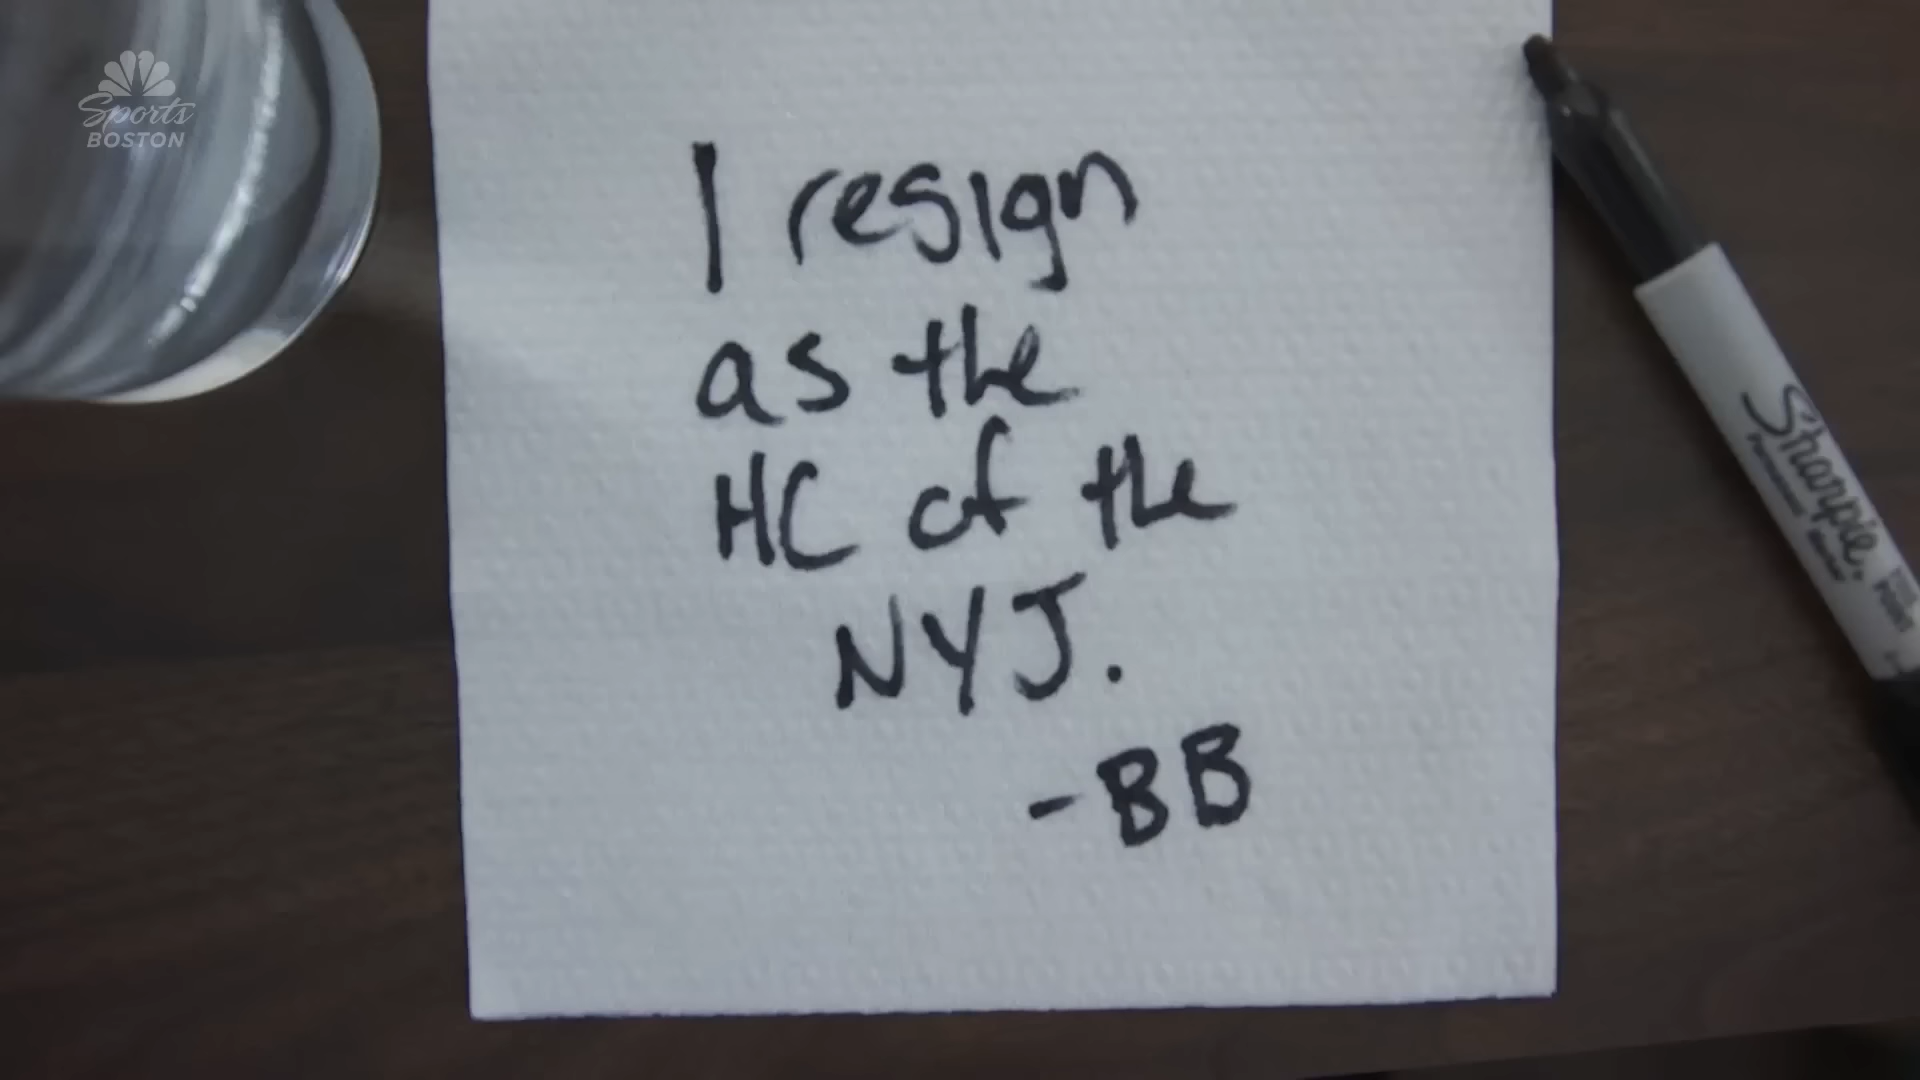 Sports
BOSTON
I resign
as the
HC of the
NYJ.
-BB
Sharpie.